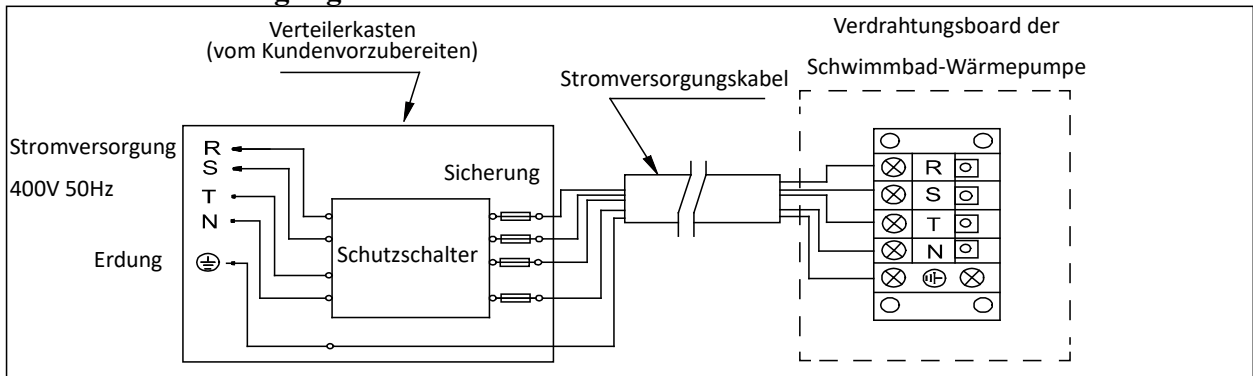 Verteilerkasten
(vom Kundenvorzubereiten)
Verdrahtungsboard der
Schwimmbad-Wärmepumpe
Stromversorgungskabel
Stromversorgung
400V 50Hz
Erdung
R
S
T
N
Sicherung
Schutzschalter
R
S
T
N